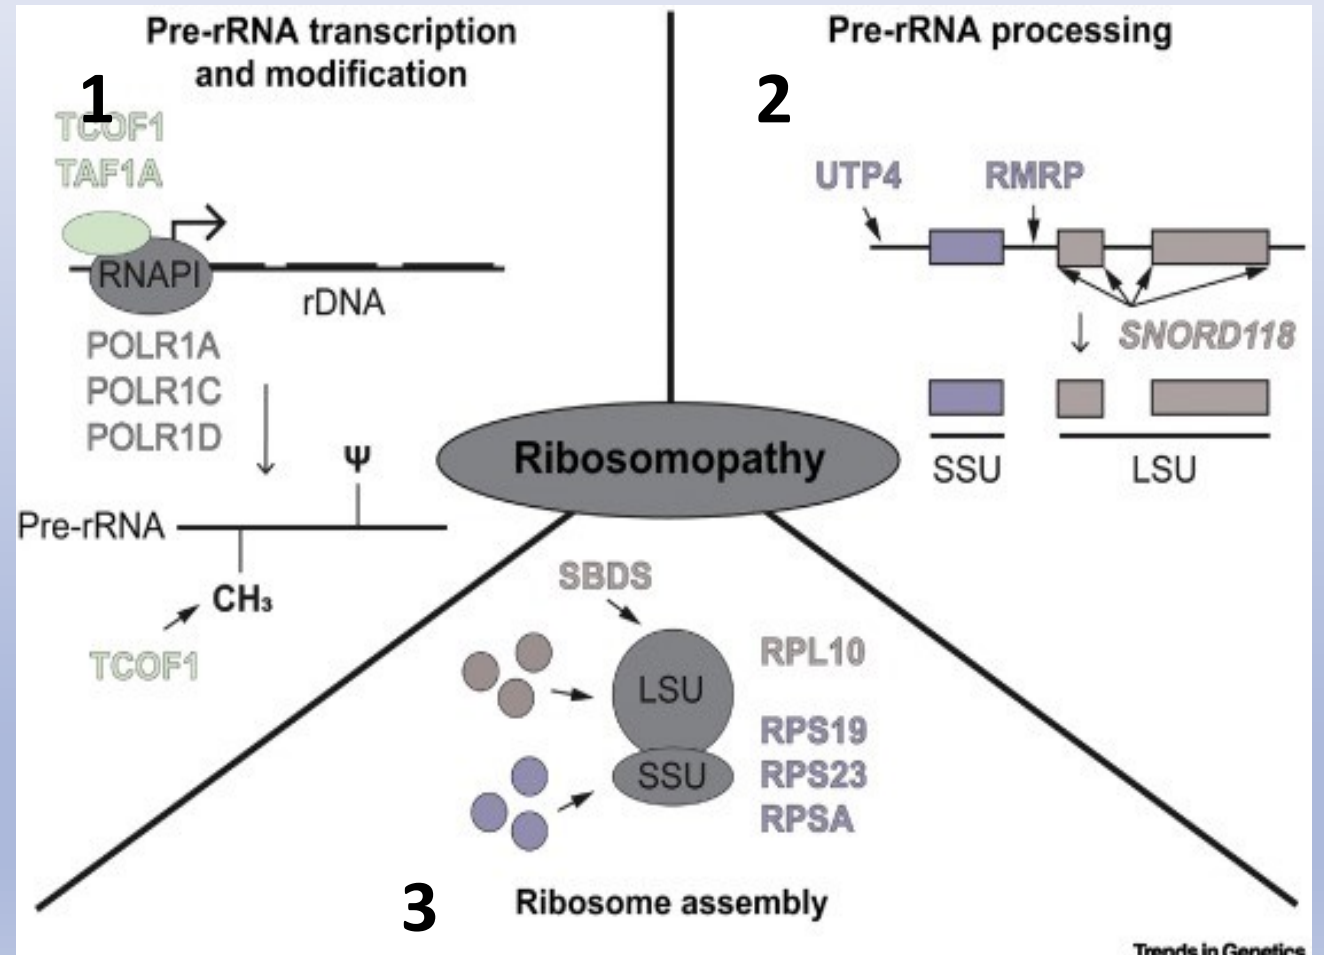 Pre-rRNA transcription
and modification
1
TCOF1
TAF1A
RNAPI
rDNA
POLR1A
POLR1C
POLR1D
Ψ
Pre-rRNA
CH₃
TCOF1
Pre-rRNA processing
2
UTP4 RMRP
SNORD118
SSU LSU
Ribosomopathy
SBDS
LSU
RPL10
RPS19
SSU
RPS23
RPSA
3
Ribosome assembly
Trends in Genetics